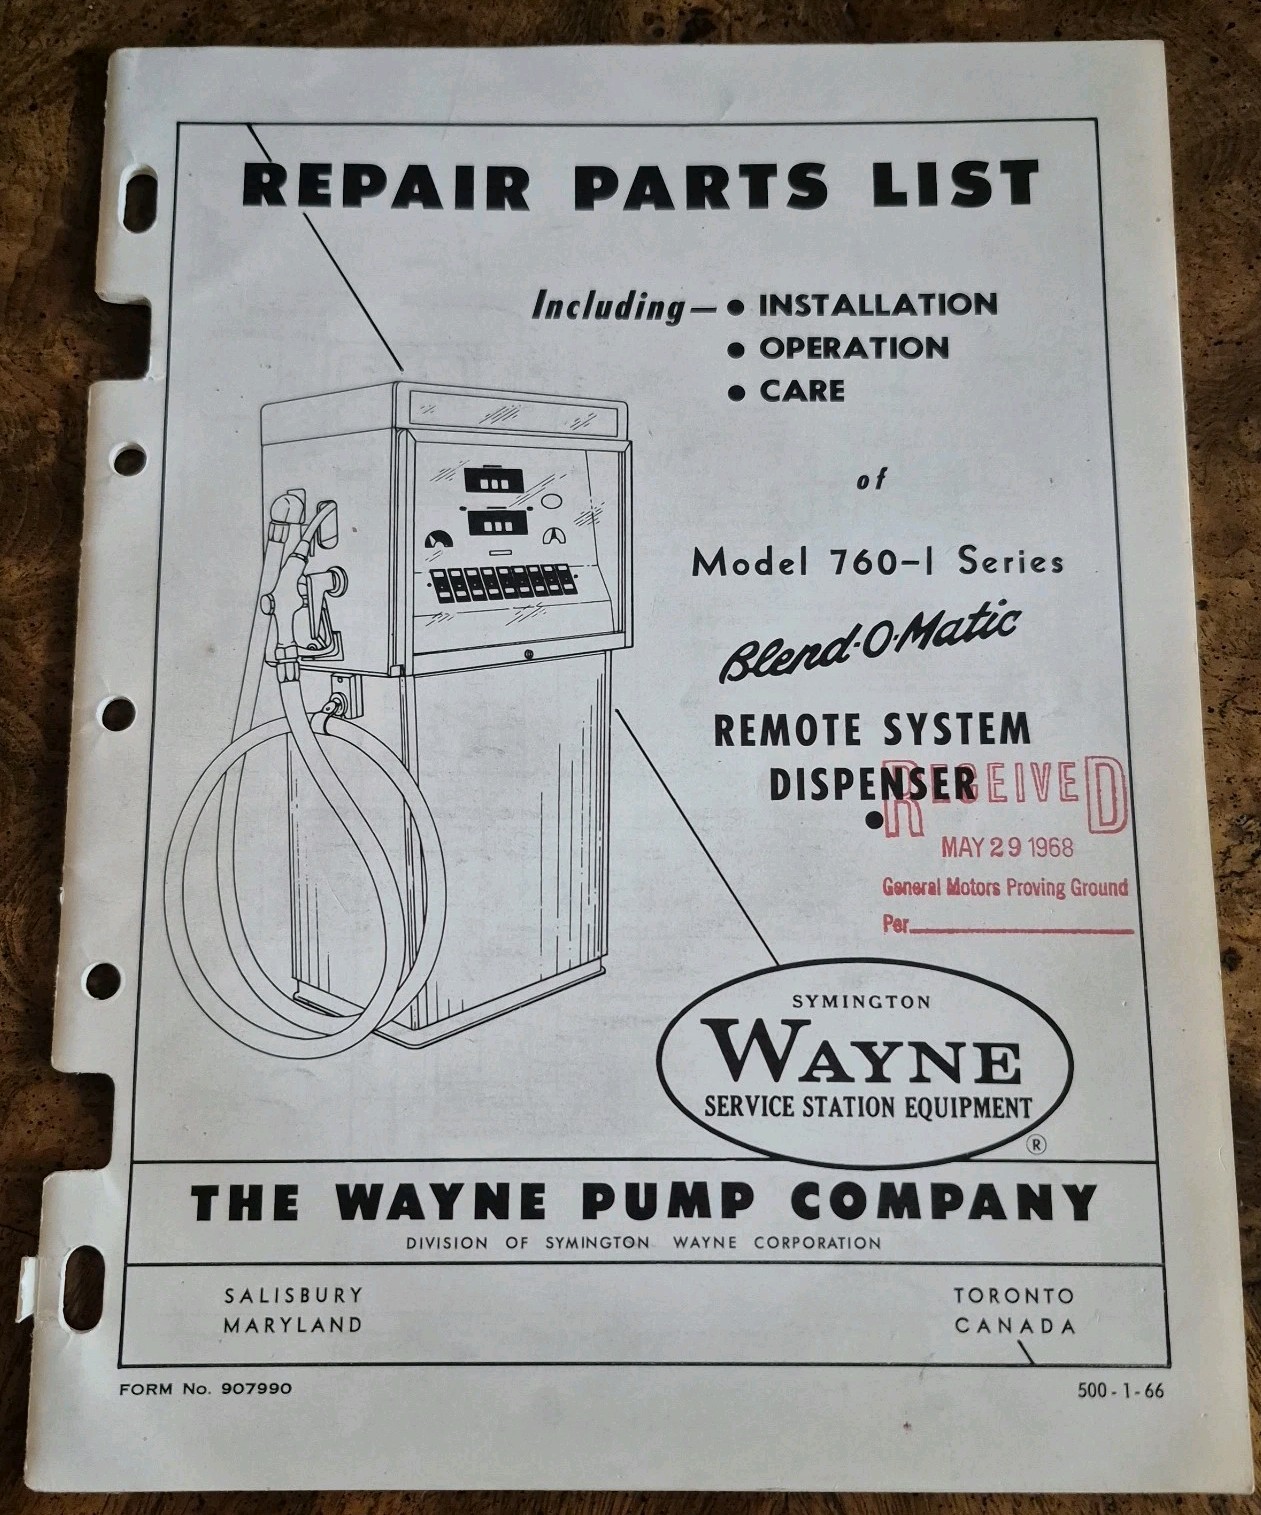 REPAIR PARTS LIST
Including— • INSTALLATION
• OPERATION
• CARE
of
Model 760-1 Series
Blend-O-Matic
REMOTE SYSTEM
DISPENSER
•
RECEIVED
MAY 29 1968
General Motors Proving Ground
Per
SYMINGTON
WAYNE
SERVICE STATION EQUIPMENT
®
THE WAYNE PUMP COMPANY
DIVISION OF SYMINGTON WAYNE CORPORATION
SALISBURY
MARYLAND
TORONTO
CANADA
FORM No. 907990
500-1-66